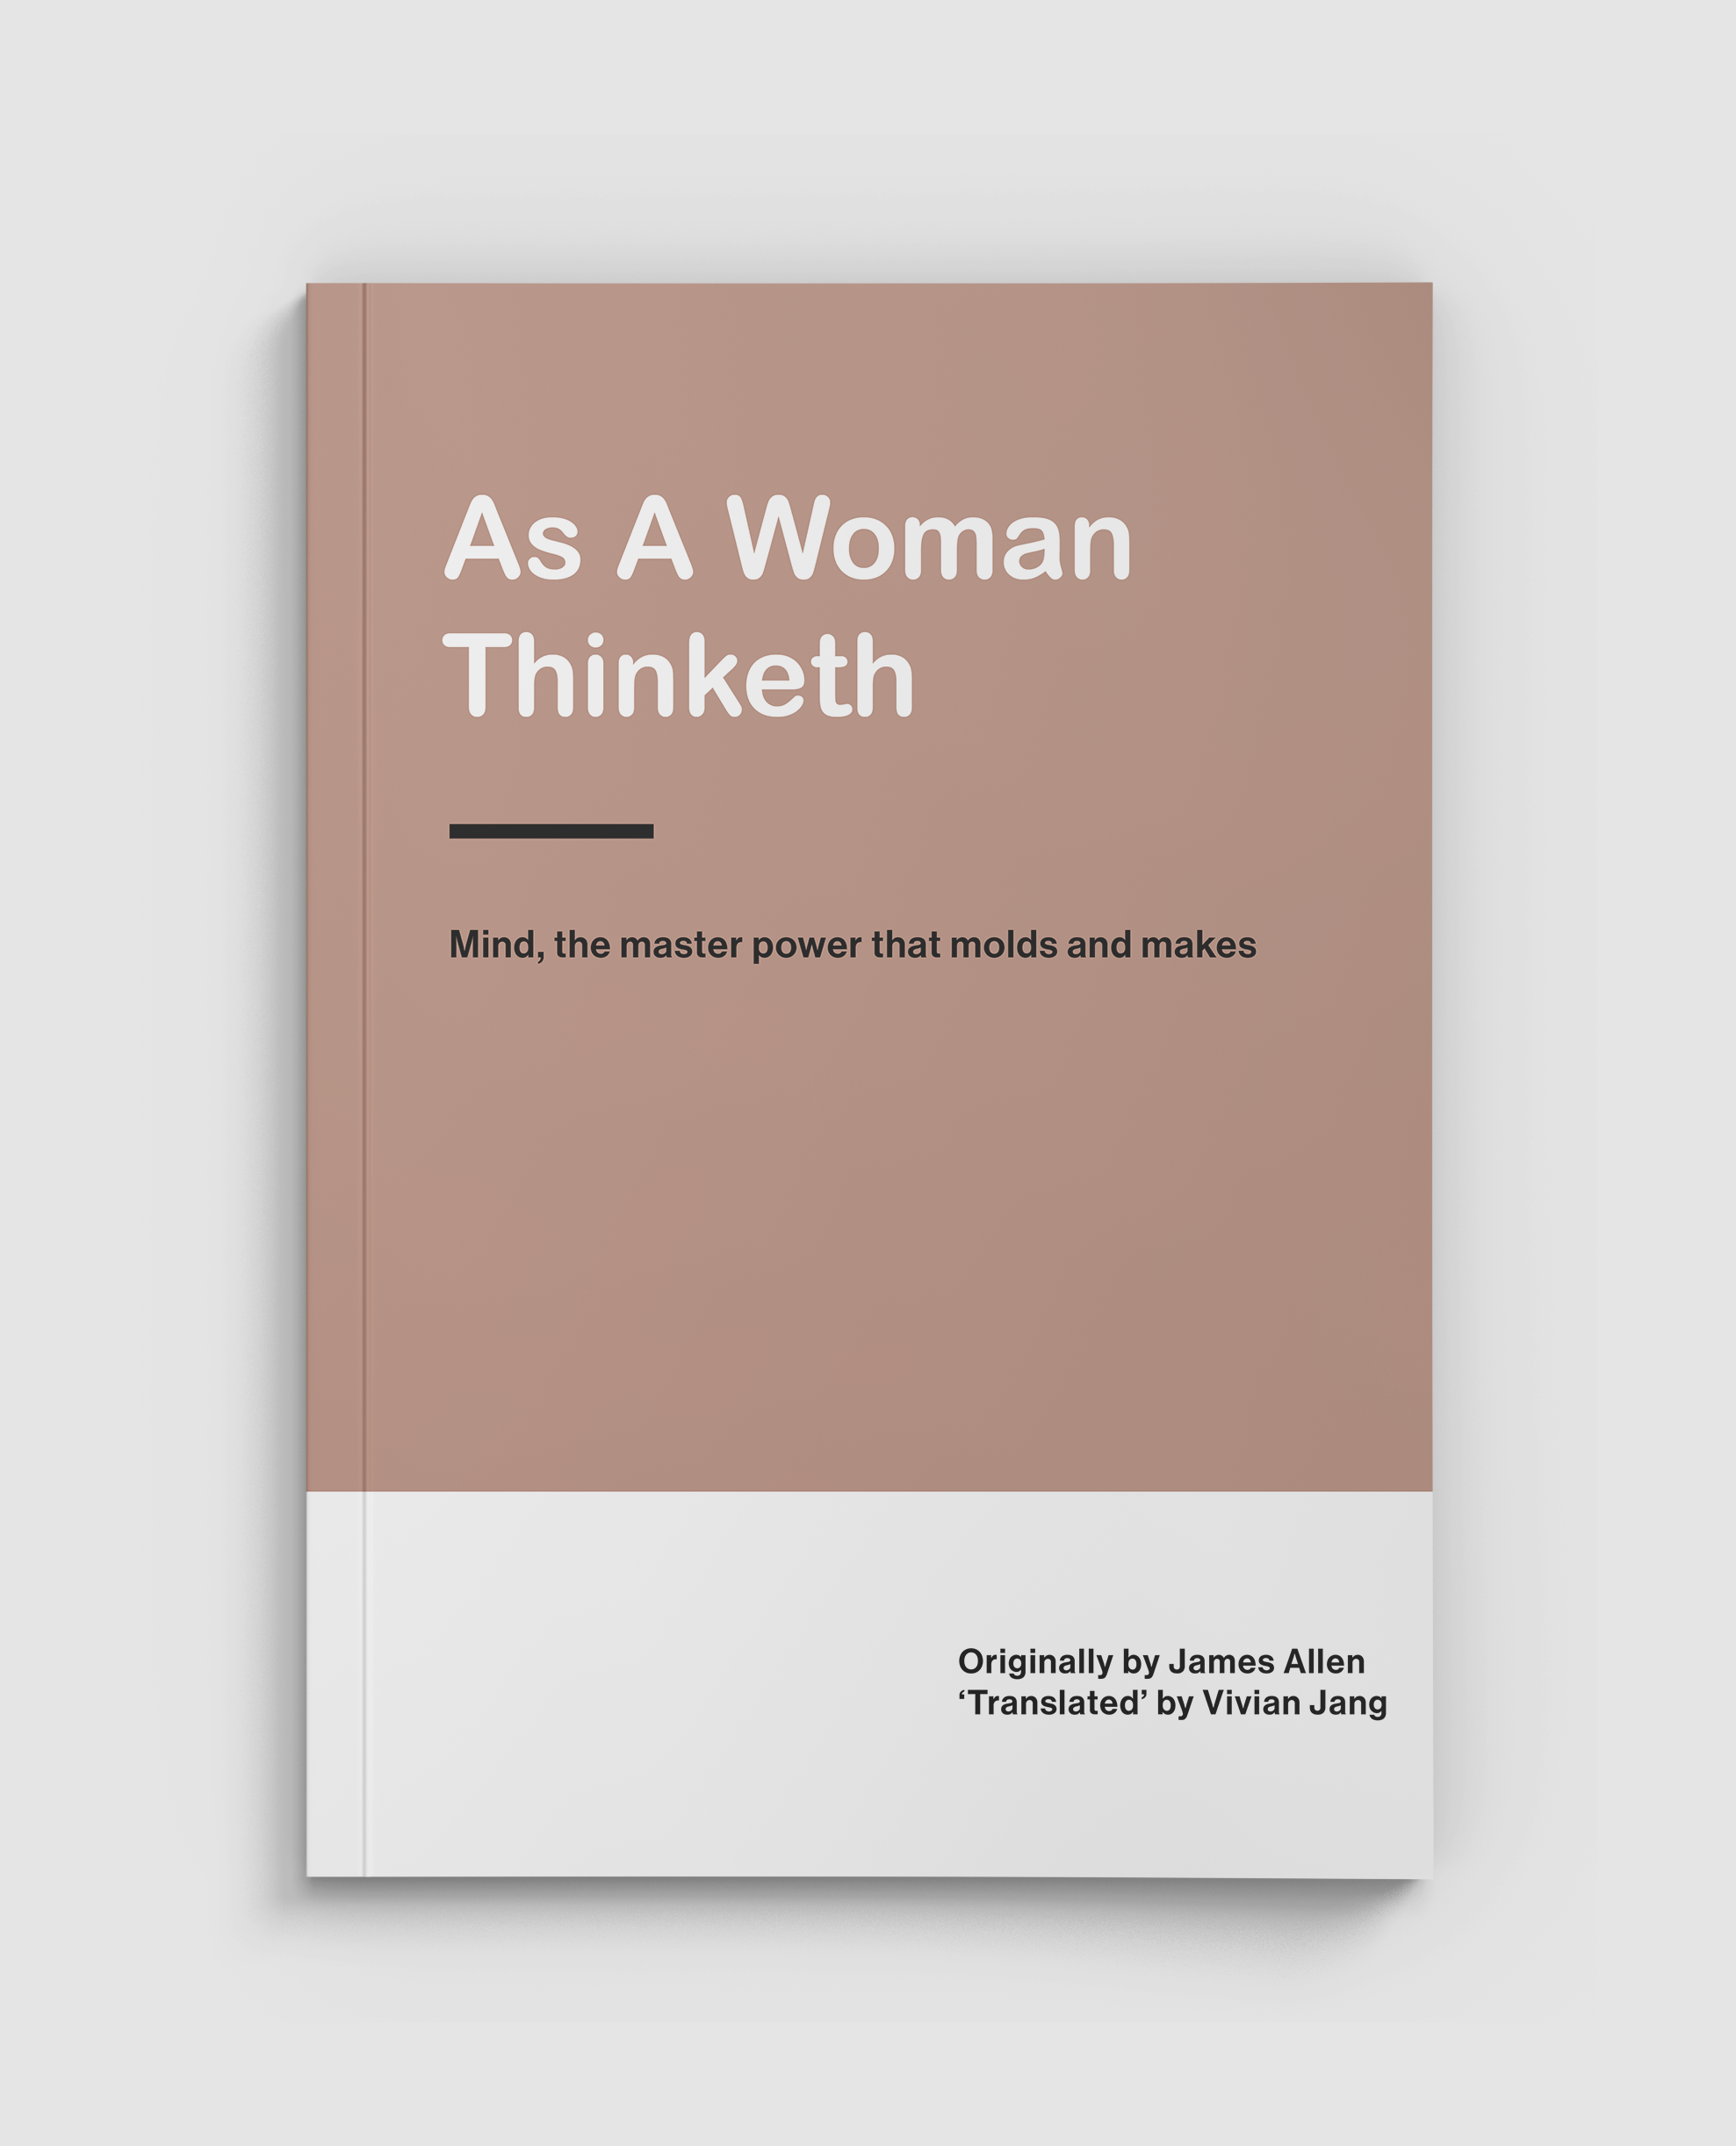 As A Woman
Thinketh
Mind, the master power that molds and makes
Originally by James Allen
‘Translated’ by Vivian Jang